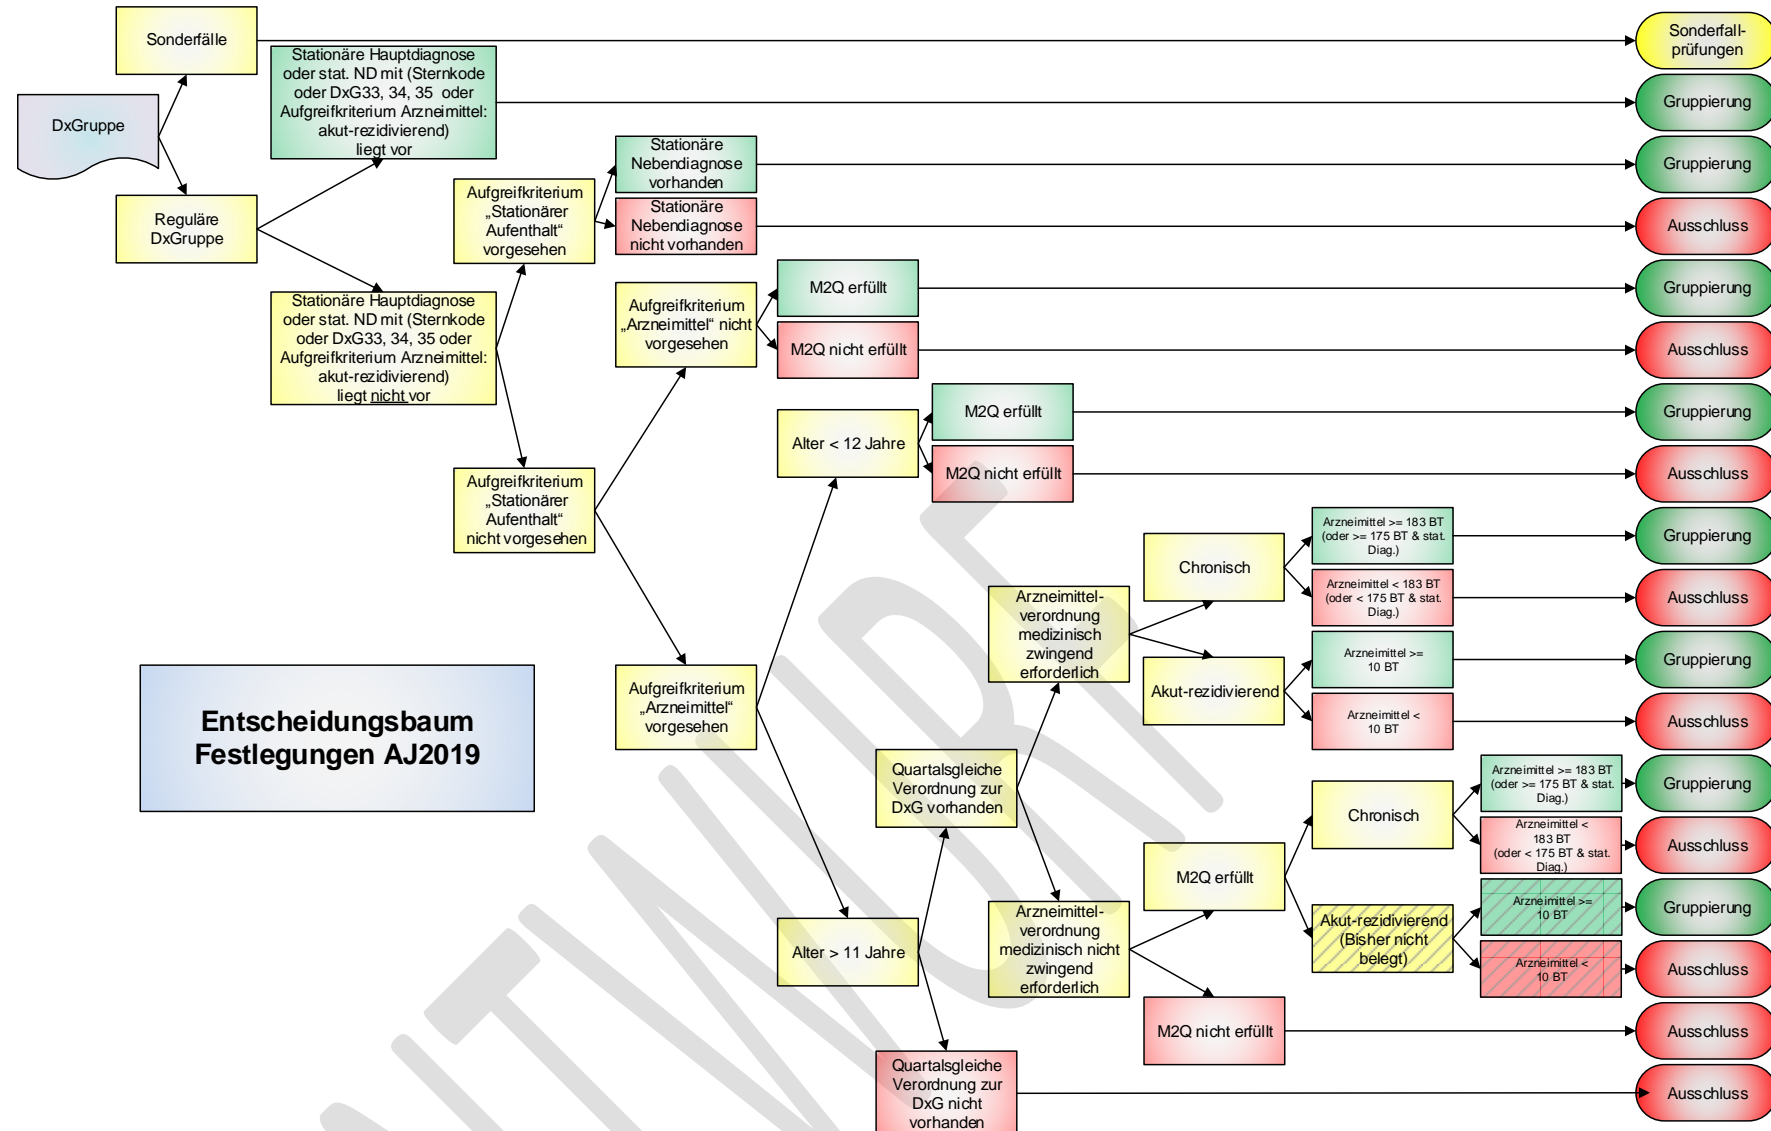 Sonderfälle
Stationäre Hauptdiagnose
oder stat. ND mit (Sternkode
oder DxG33, 34, 35 oder
Aufgreifkriterium Arzneimittel:
akut-rezidivierend)
liegt vor
Sonderfall-
prüfungen
DxGruppe
Gruppierung
Reguläre
DxGruppe
Aufgreifkriterium
„Stationärer
Aufenthalt“
vorgesehen
Stationäre
Nebendiagnose
vorhanden
Gruppierung
Stationäre
Nebendiagnose
nicht vorhanden
Ausschluss
Stationäre Hauptdiagnose
oder stat. ND mit (Sternkode
oder DxG33, 34, 35 oder
Aufgreifkriterium Arzneimittel:
akut-rezidivierend)
liegt nicht vor
Aufgreifkriterium
„Arzneimittel“ nicht
vorgesehen
M2Q erfüllt
Gruppierung
M2Q nicht erfüllt
Ausschluss
Aufgreifkriterium
„Stationärer
Aufenthalt“
nicht vorgesehen
Alter < 12 Jahre
M2Q erfüllt
Gruppierung
M2Q nicht erfüllt
Ausschluss
Aufgreifkriterium
„Arzneimittel“
vorgesehen
Arzneimittel-
verordnung
medizinisch
zwingend
erforderlich
Chronisch
Arzneimittel >= 183 BT
(oder >= 175 BT & stat.
Diag.)
Gruppierung
Arzneimittel < 183 BT
(oder < 175 BT & stat.
Diag.)
Ausschluss
Akut-rezidivierend
Arzneimittel >=
10 BT
Gruppierung
Arzneimittel <
10 BT
Ausschluss
Entscheidungsbaum
Festlegungen AJ2019
Quartalsgleiche
Verordnung zur
DxG vorhanden
Chronisch
Arzneimittel >= 183 BT
(oder >= 175 BT & stat.
Diag.)
Gruppierung
Arzneimittel <
183 BT
(oder < 175 BT & stat.
Diag.)
Ausschluss
M2Q erfüllt
Alter > 11 Jahre
Arzneimittel-
verordnung
medizinisch nicht
zwingend
erforderlich
Akut-rezidivierend
(Bisher nicht
belegt)
Arzneimittel >=
10 BT
Gruppierung
Arzneimittel <
10 BT
Ausschluss
M2Q nicht erfüllt
Ausschluss
Quartalsgleiche
Verordnung zur
DxG nicht
vorhanden
Ausschluss
ENTWURF